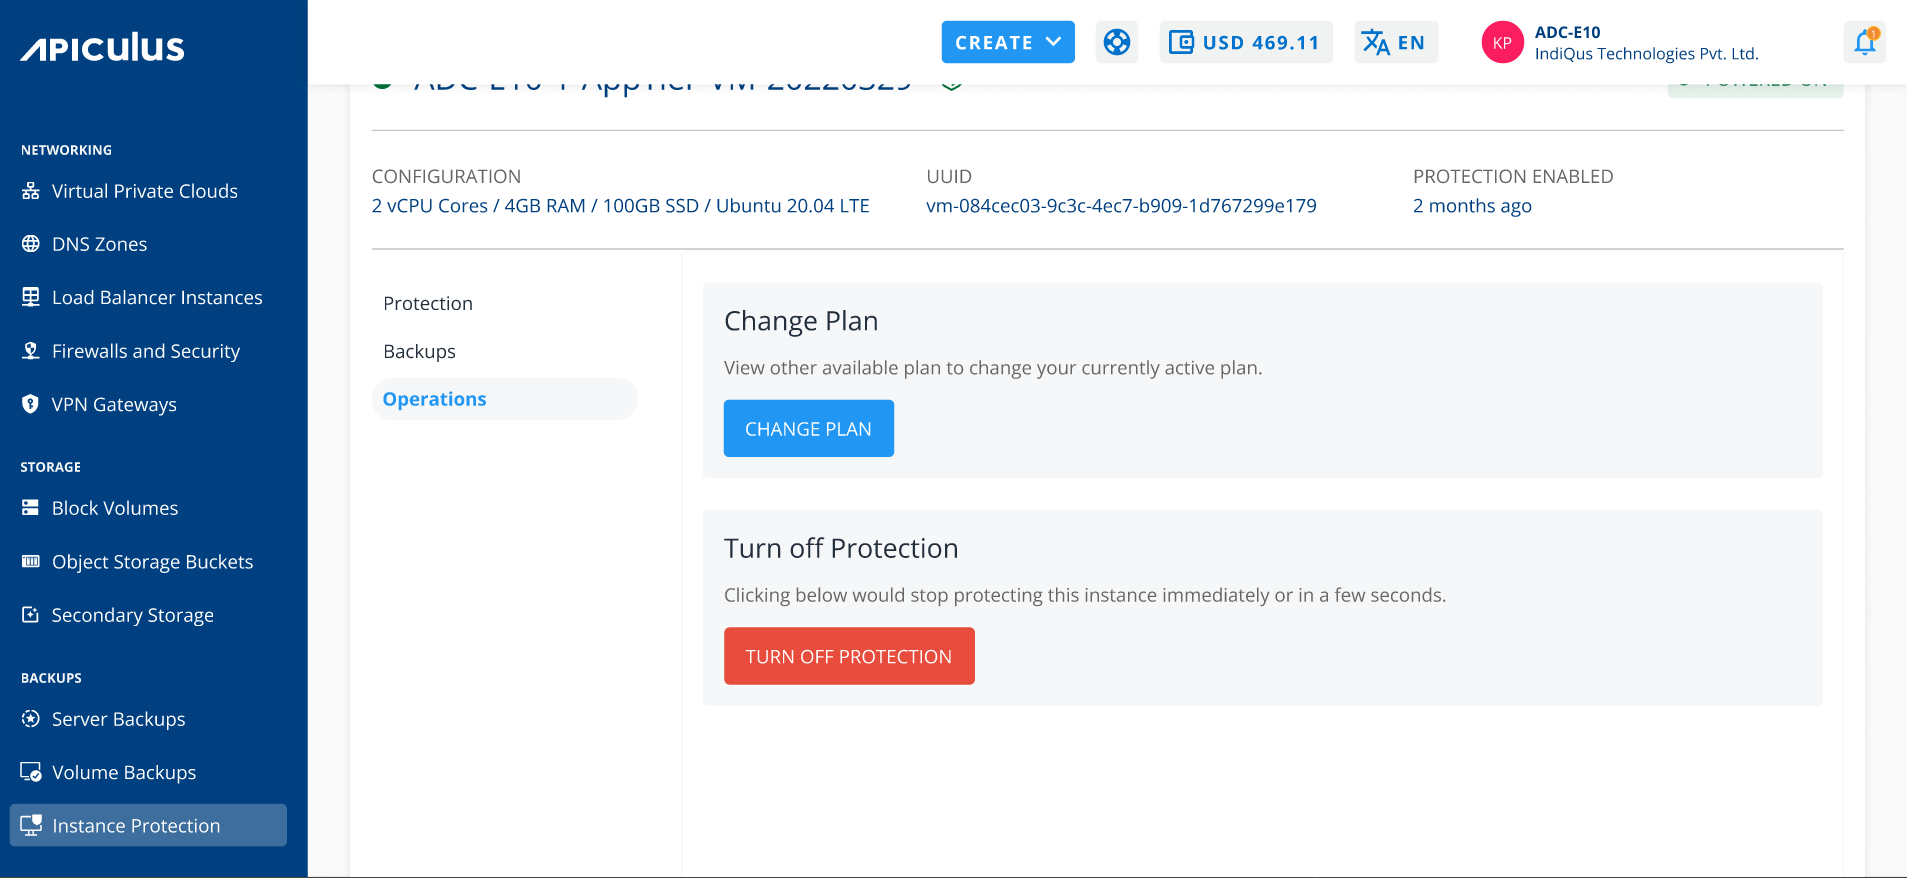 APICULUS
CREATE
USD 469.11
EN
KP
ADC-E10
IndiQus Technologies Pvt. Ltd.
1
NETWORKING
Virtual Private Clouds
DNS Zones
Load Balancer Instances
Firewalls and Security
VPN Gateways
STORAGE
Block Volumes
Object Storage Buckets
Secondary Storage
BACKUPS
Server Backups
Volume Backups
Instance Protection
CONFIGURATION
2 vCPU Cores / 4GB RAM / 100GB SSD / Ubuntu 20.04 LTE
UUID
vm-084cec03-9c3c-4ec7-b909-1d767299e179
PROTECTION ENABLED
2 months ago
Protection
Backups
Operations
Change Plan
View other available plan to change your currently active plan.
CHANGE PLAN
Turn off Protection
Clicking below would stop protecting this instance immediately or in a few seconds.
TURN OFF PROTECTION